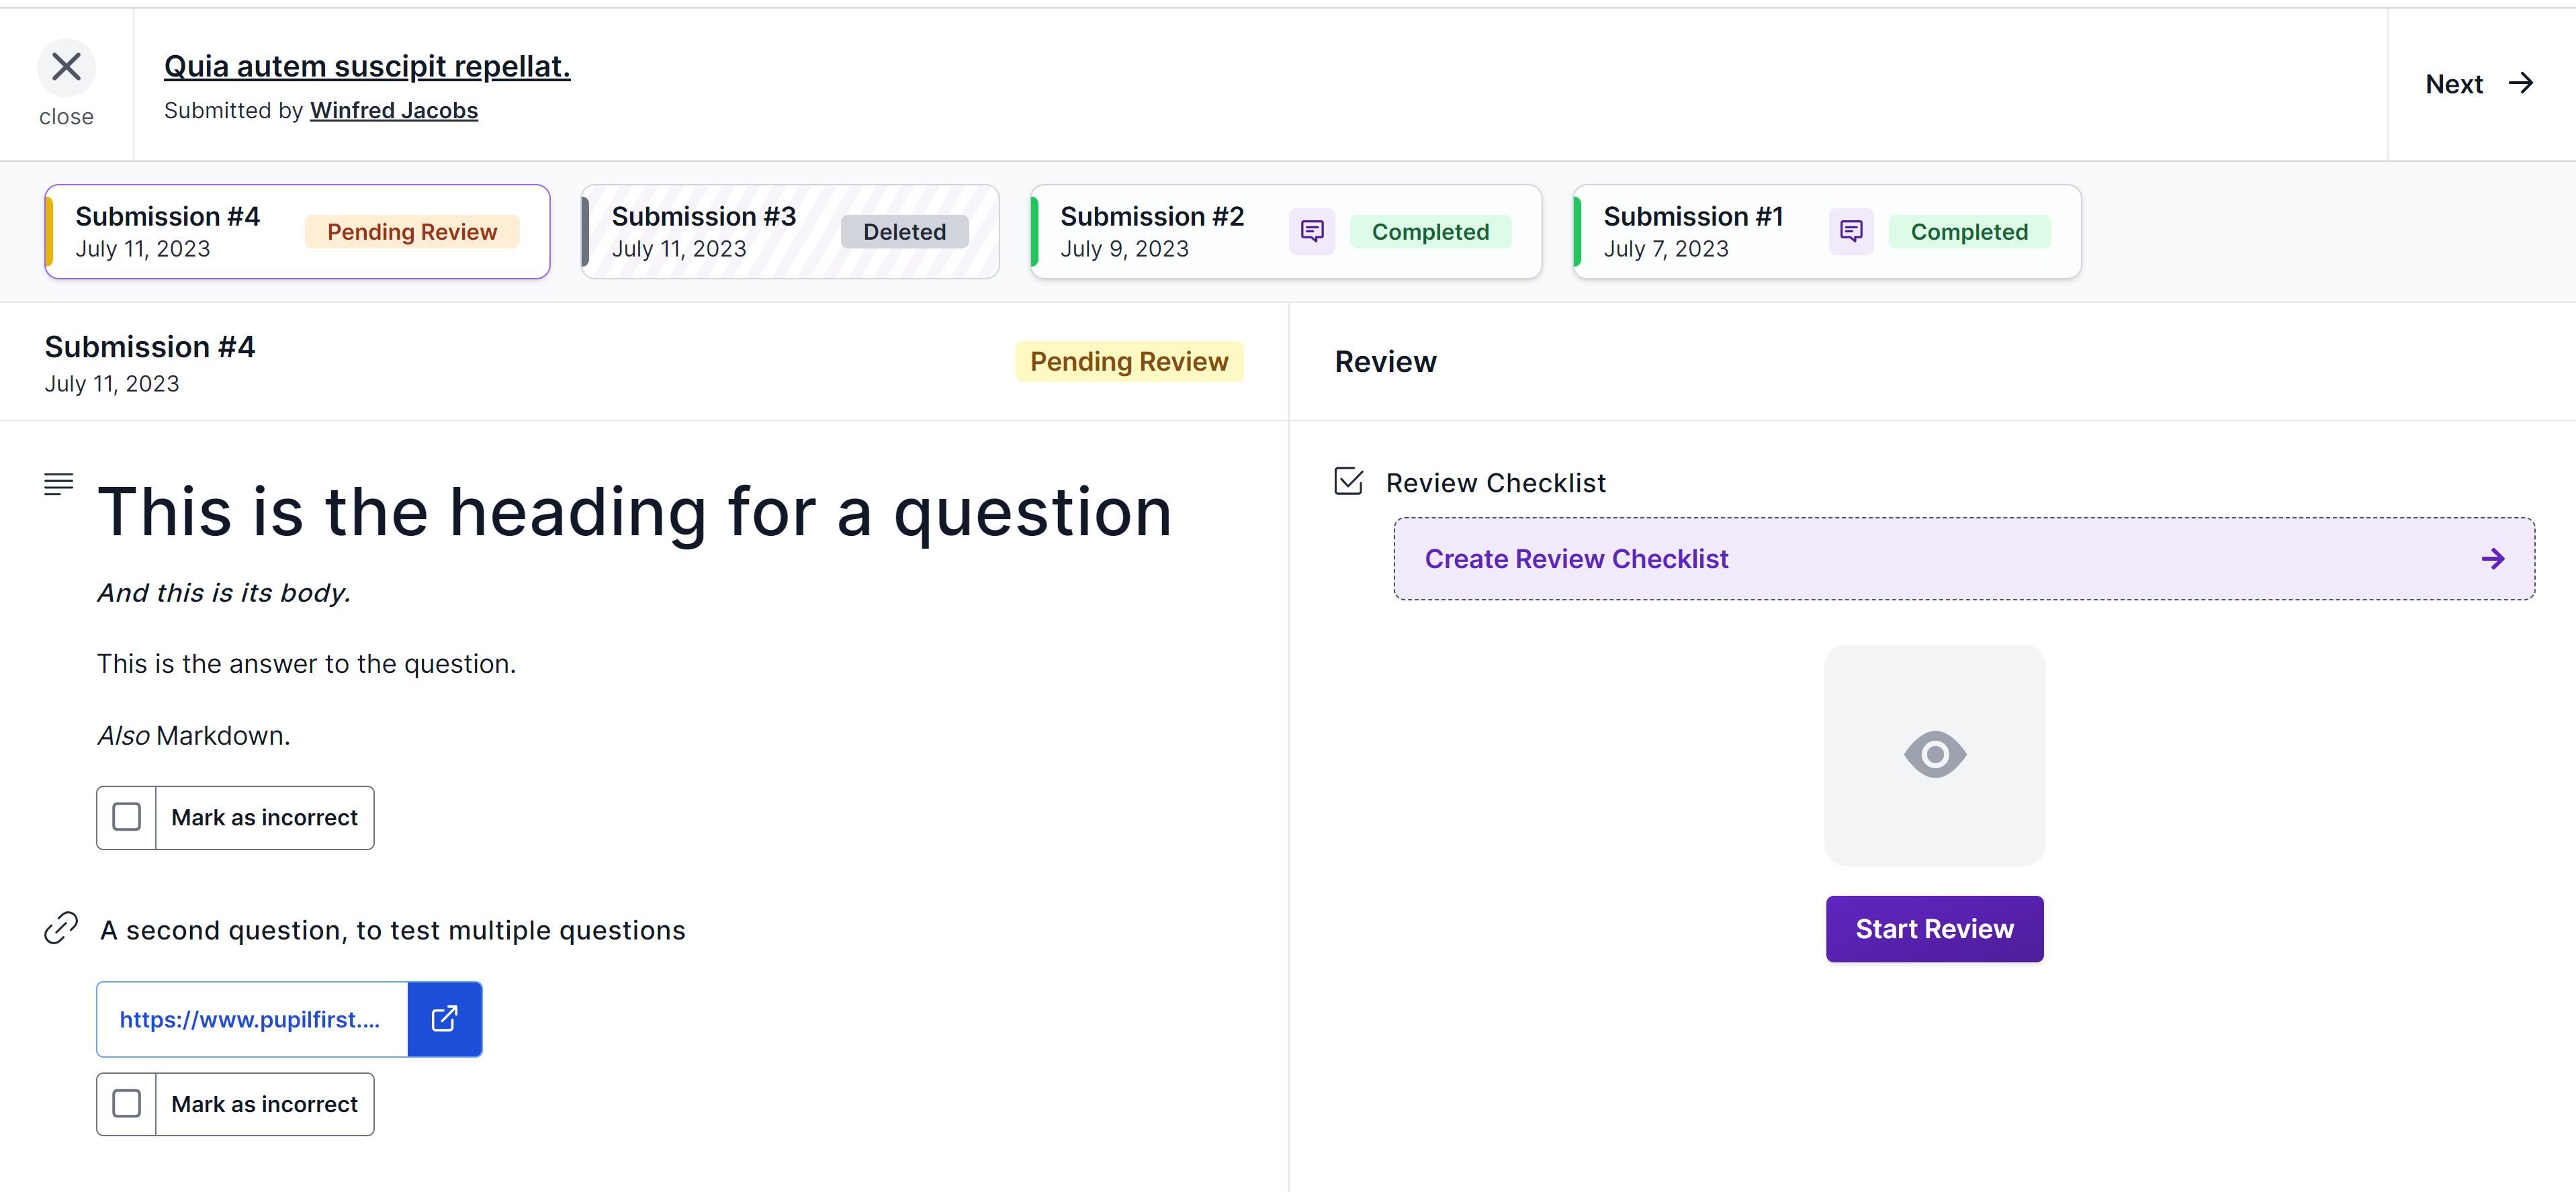 close
Quia autem suscipit repellat.
Submitted by Winfred Jacobs
Next
Submission #4
July 11, 2023
Pending Review
Submission #3
July 11, 2023
Deleted
Submission #2
July 9, 2023
Completed
Submission #1
July 7, 2023
Completed
Submission #4
July 11, 2023
Pending Review
This is the heading for a question
And this is its body.
This is the answer to the question.
Also Markdown.
Mark as incorrect
A second question, to test multiple questions
https://www.pupilfirst....
Mark as incorrect
Review
Review Checklist
Create Review Checklist
Start Review